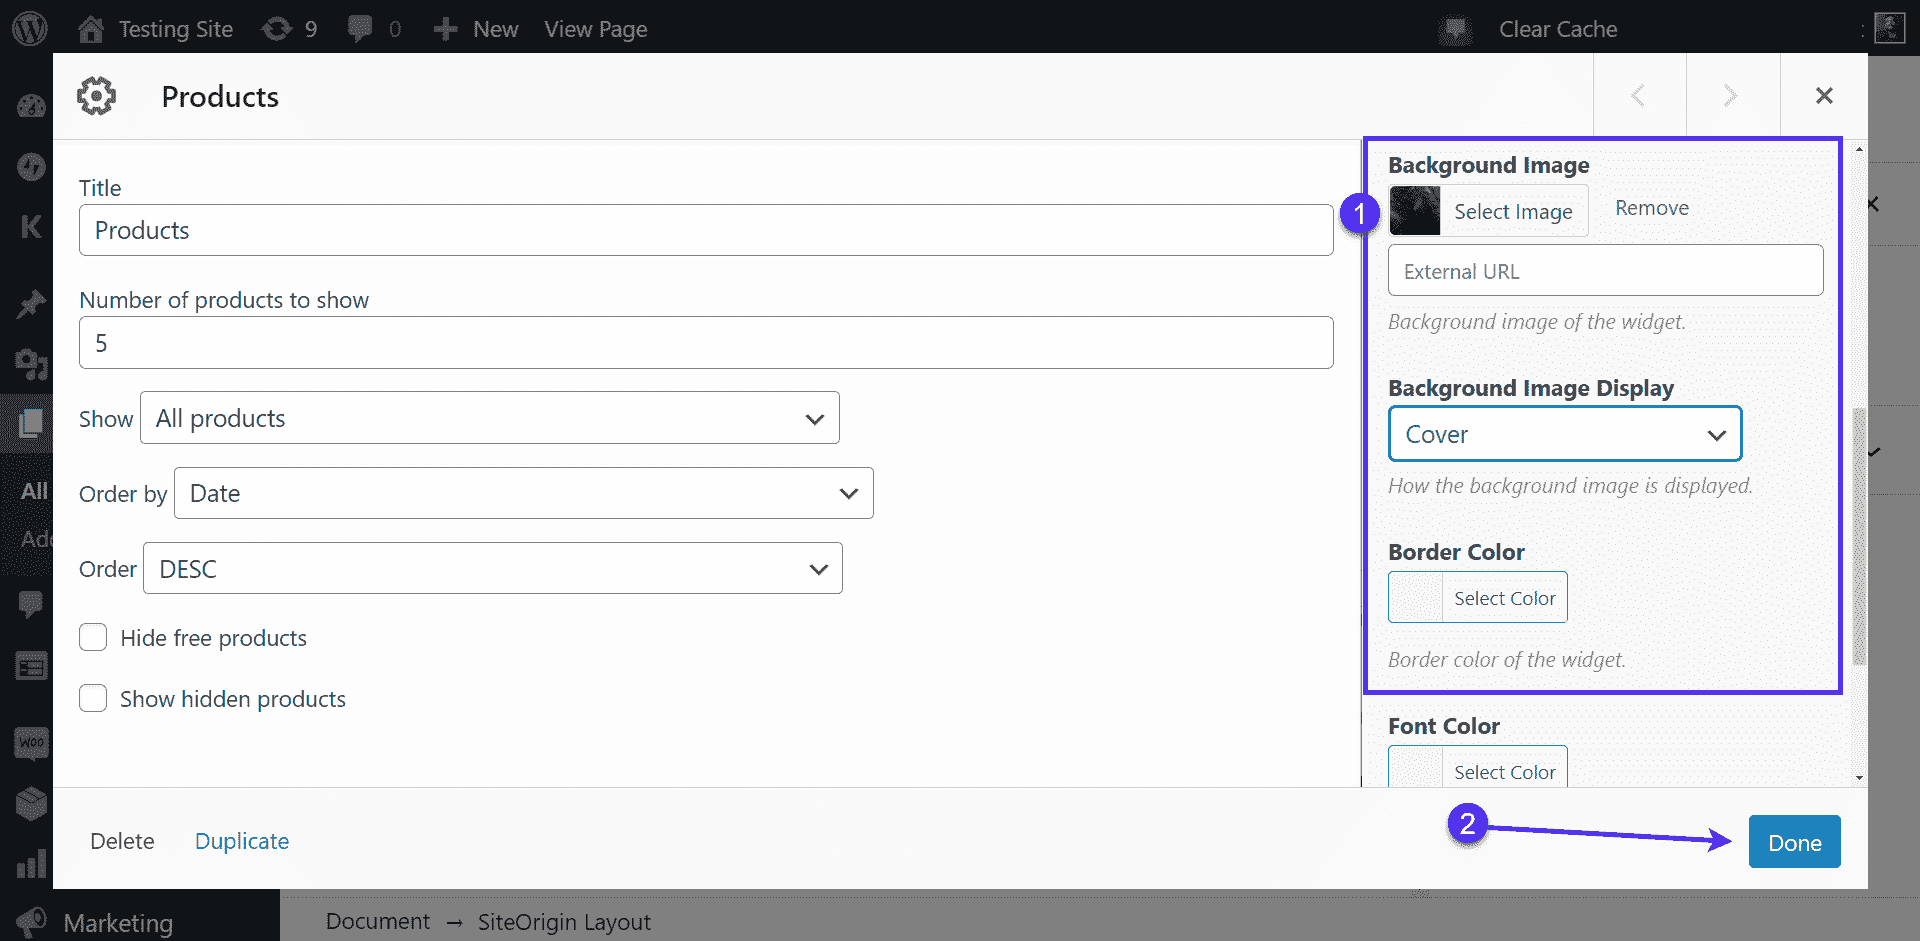 Testing Site 9 0 New View Page Clear Cache
Products
Title
Products
Number of products to show
5
Show All products
Order by Date
Order DESC
Hide free products
Show hidden products
1
Background Image
Select Image Remove
External URL
Background image of the widget.
Background Image Display
Cover
How the background image is displayed.
Border Color
Select Color
Border color of the widget.
Font Color
Select Color
Delete Duplicate
2
Done
K
All
Ade
WOO
Marketing
Document → SiteOrigin Layout